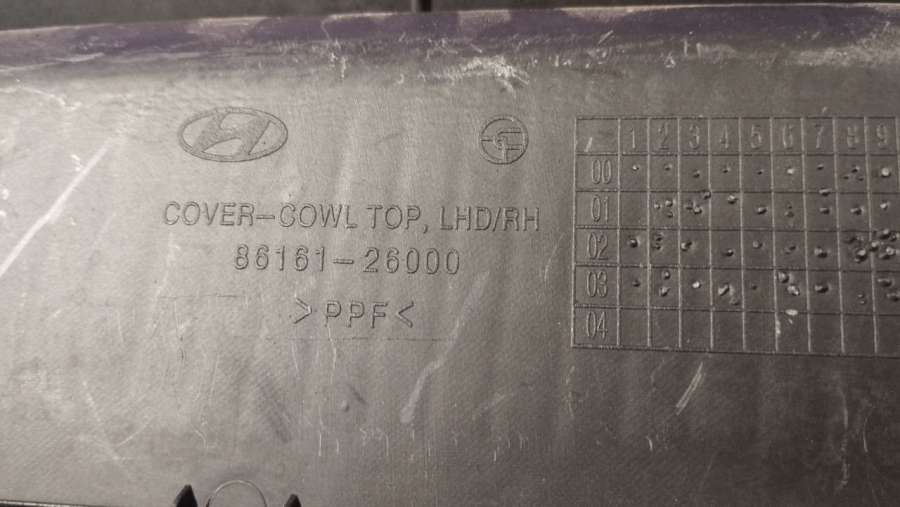 COVER-COWL TOP, LHD/RH
86161-26000
>PPF<
1 2 3 4 5 6 7 8 9
00
01
02
03
04